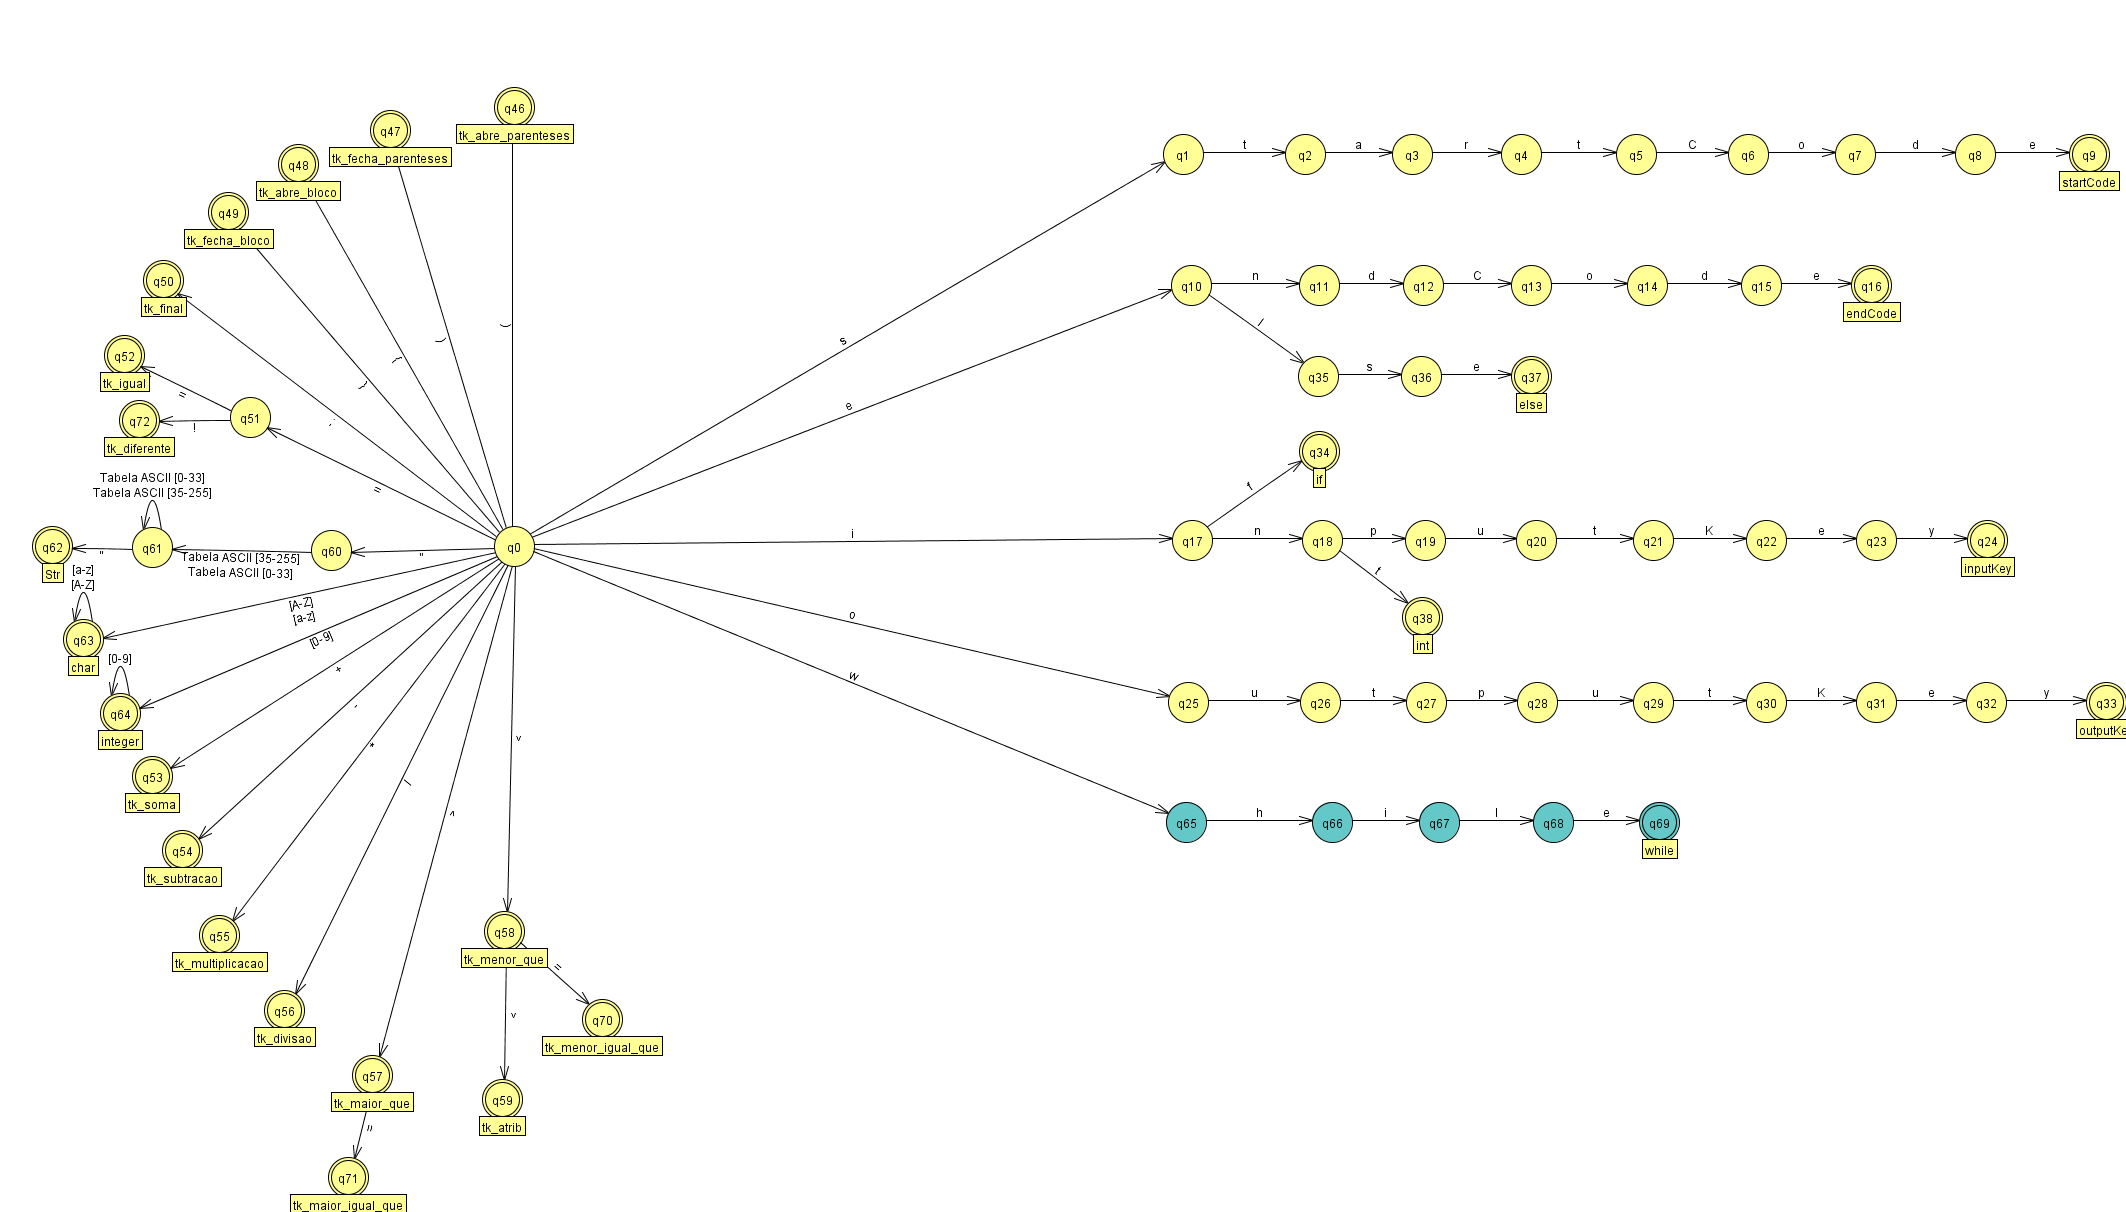 q46
tk_abre_parenteses
q47
tk_fecha_parenteses
q48
tk_abre_bloco
q49
tk_fecha_bloco
q50
tk_final
q52
tk_igual
q72
tk_diferente
q51
=
!
=
;
}
{
)
(
Tabela ASCII [0-33]
Tabela ASCII [35-255]
q62
Str
"
q61
Tabela ASCII [35-255]
Tabela ASCII [0-33]
q60
"
q0
[a-z]
[A-Z]
q63
char
[A-Z]
[a-z]
[0-9]
q64
integer
[0-9]
+
q53
tk_soma
-
q54
tk_subtracao
*
q55
tk_multiplicacao
/
q56
tk_divisao
>
q57
tk_maior_que
=
q71
tk_maior_igual_que
<
q58
tk_menor_que
=
q70
tk_menor_igual_que
<
q59
tk_atrib
s
q1 t q2 a q3 r q4 t q5 C q6 o q7 d q8 e q9
startCode
e
q10 n q11 d q12 C q13 o q14 d q15 e q16
endCode
l
q35 s q36 e q37
else
q34
if
f
i
q17 n q18 p q19 u q20 t q21 K q22 e q23 y q24
inputKey
t
q38
int
o
q25 u q26 t q27 p q28 u q29 t q30 K q31 e q32 y q33
outputKe
w
q65 h q66 i q67 l q68 e q69
while